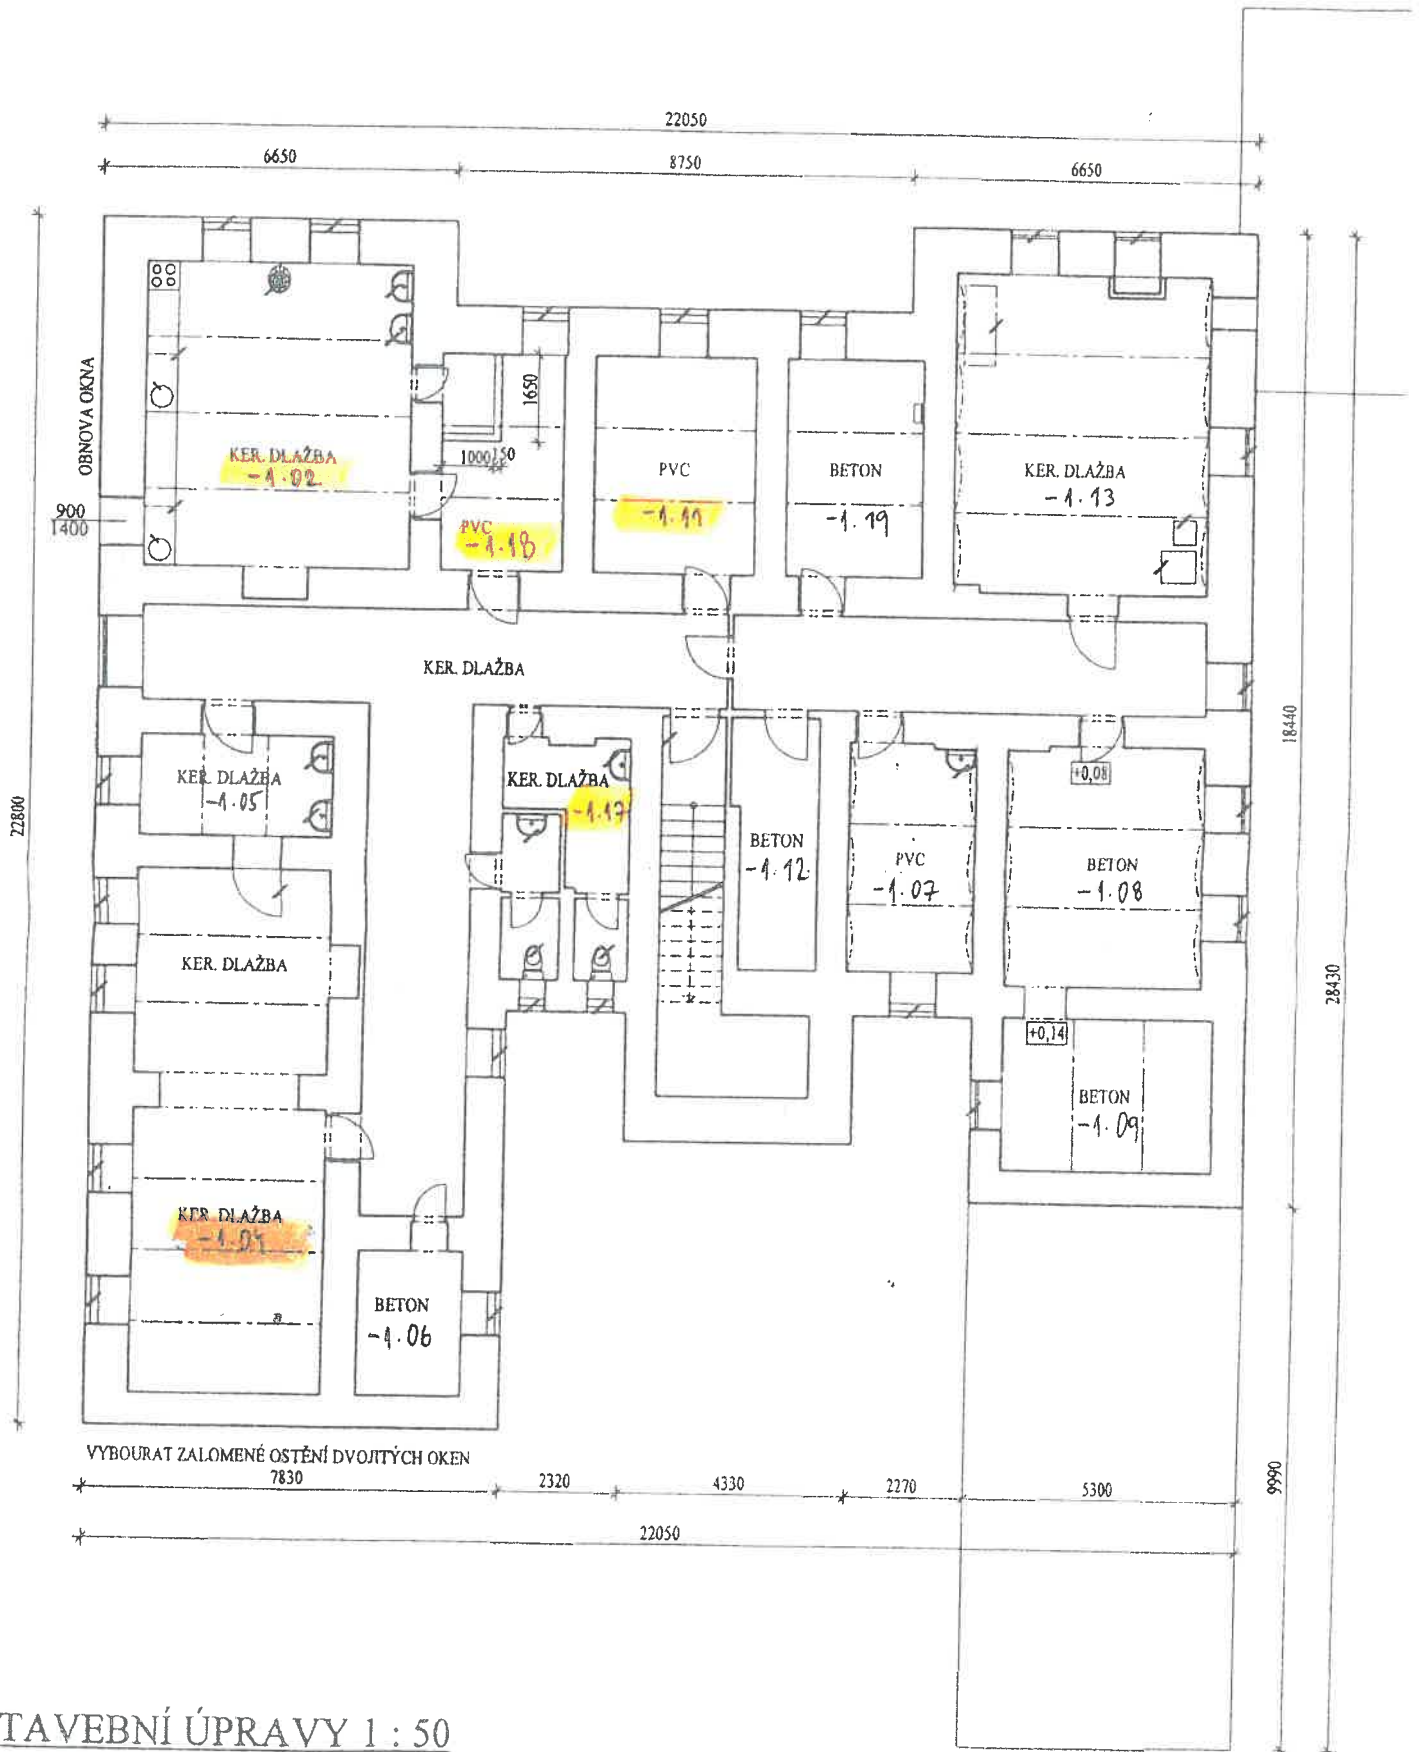 22050
6650
8750
6650
OBNOVA OKNA
900
1400
22800
KER. DLAŽBA
-1.02
1650
1000
150
PVC
-1.18
PVC
-1.11
BETON
-1.19
KER. DLAŽBA
-1.13
KER. DLAŽBA
KER. DLAŽBA
-1.05
KER. DLAŽBA
-1.17
BETON
-1.12
PVC
-1.07
+0,08
BETON
-1.08
18440
28430
KER. DLAŽBA
+0,14
BETON
-1.09
KER. DLAŽBA
-1.04
BETON
-1.06
VYBOURAT ZALOMENÉ OSTĚNÍ DVOJITÝCH OKEN
7830
2320
4330
2270
5300
9990
22050
TAVEBNÍ ÚPRAVY 1 : 50